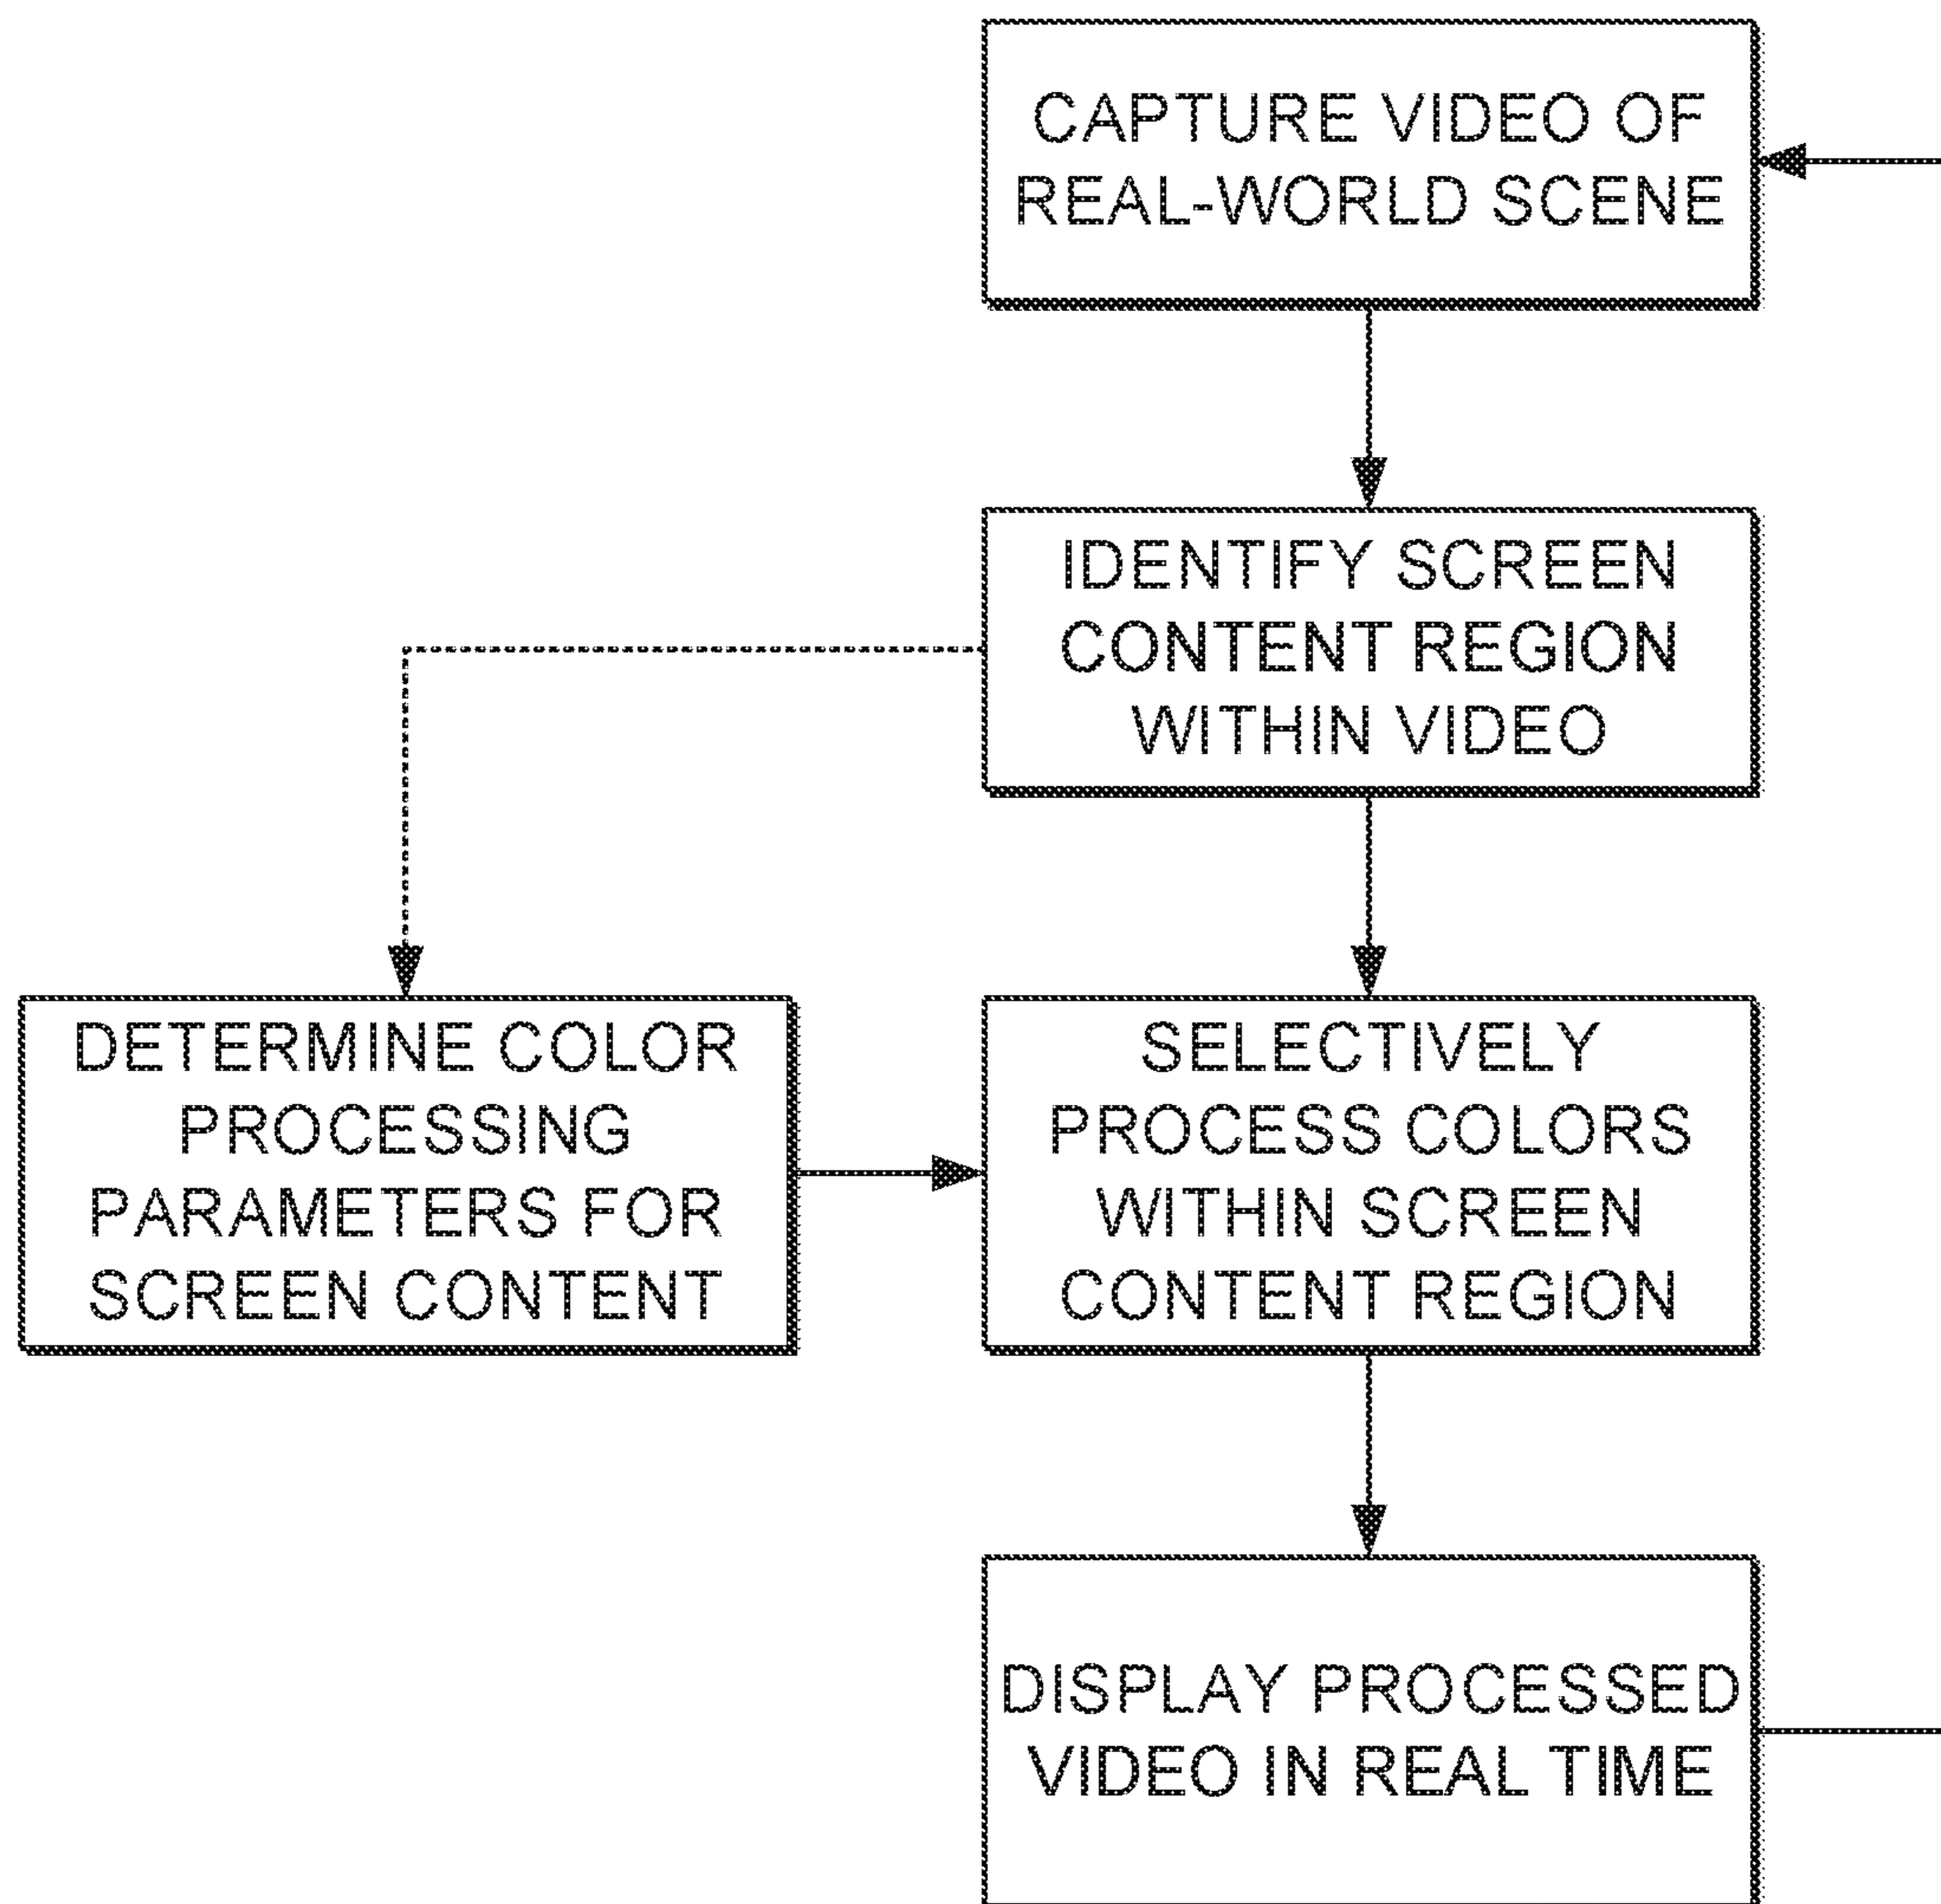 CAPTURE VIDEO OF
REAL-WORLD SCENE
IDENTIFY SCREEN
CONTENT REGION
WITHIN VIDEO
DETERMINE COLOR
PROCESSING
PARAMETERS FOR
SCREEN CONTENT
SELECTIVELY
PROCESS COLORS
WITHIN SCREEN
CONTENT REGION
DISPLAY PROCESSED
VIDEO IN REAL TIME